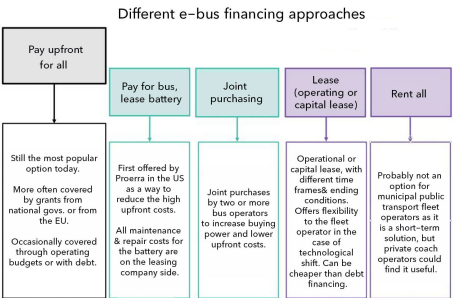 Different e-bus financing approaches
Pay upfront
for all
Still the most popular
option today.
More often covered
by grants from
national govs. or from
the EU.
Occasionally covered
through operating
budgets or with debt.
Pay for bus,
lease battery
First offered by
Proerra in the US
as a way to
reduce the high
upfront costs.
All maintenance
& repair costs for
the battery are
on the leasing
company side.
Joint
purchasing
Joint purchases
by two or more
bus operators
to increase buying
power and lower
upfront costs.
Lease
(operating or
capital lease)
Operational or
capital lease, with
different time
frames& ending
conditions.
Offers flexibility
to the fleet
operator in the
case of
technological
shift. Can be
cheaper than debt
financing.
Rent all
Probably not an
option for
municipal public
transport fleet
operators as it
is a short-term
solution, but
private coach
operators could
find it useful.